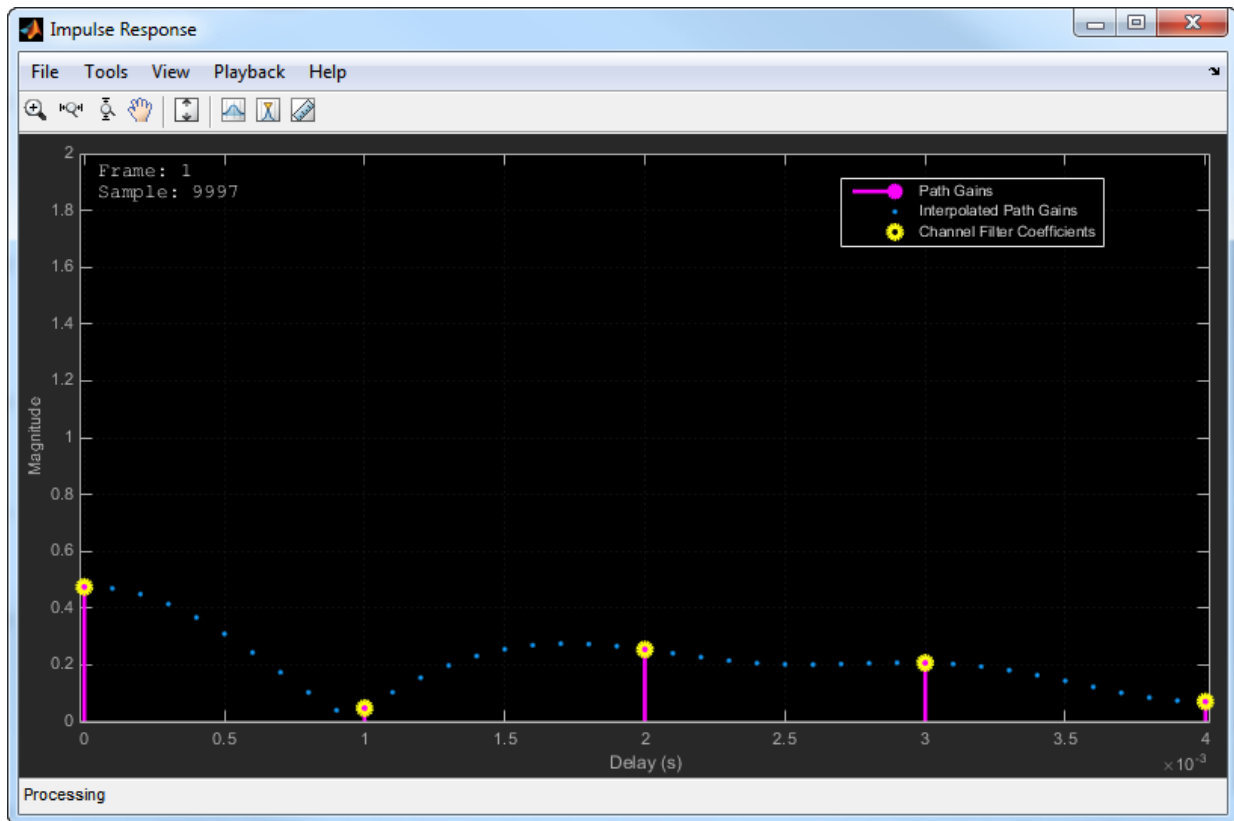 Impulse Response
File Tools View Playback Help
Frame: 1
Sample: 9997
Path Gains
Interpolated Path Gains
Channel Filter Coefficients
2
1.8
1.6
1.4
1.2
1
0.8
0.6
0.4
0.2
0
Magnitude
0 0.5 1 1.5 2 2.5 3 3.5 4
Delay (s)
×10-3
Processing